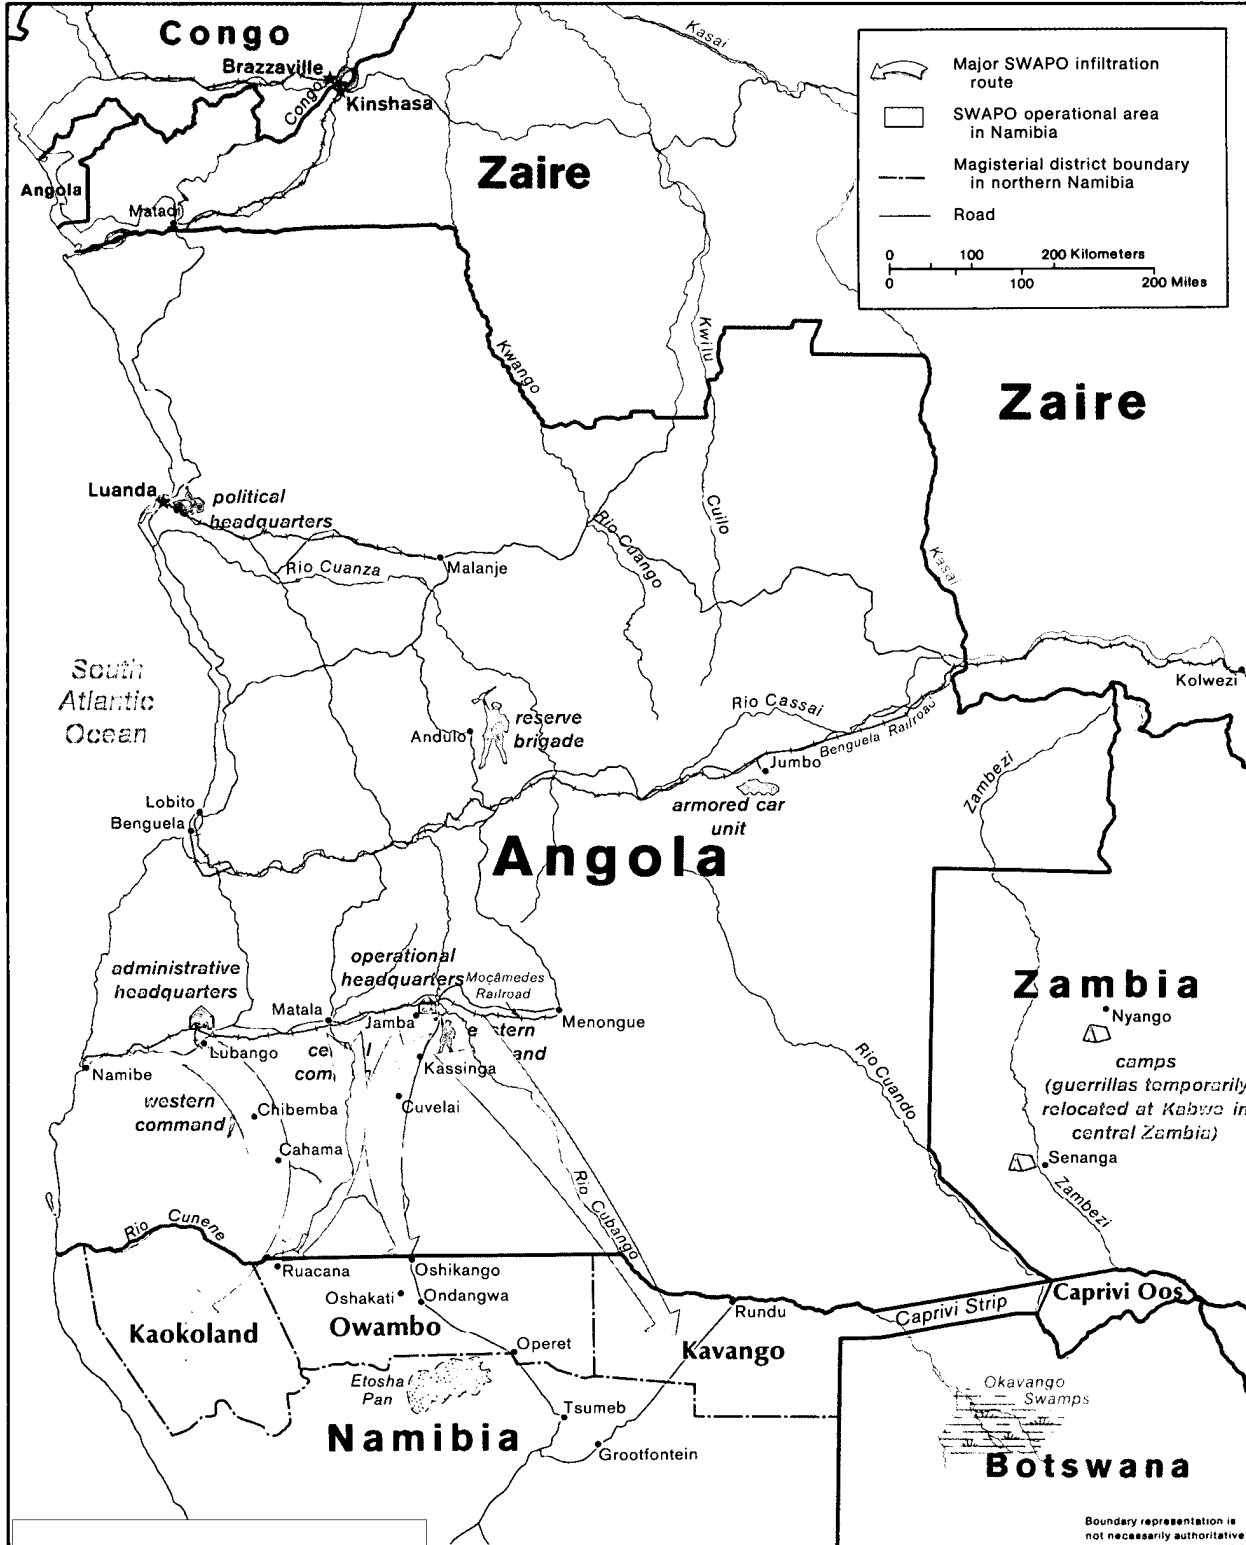 Congo
Brazzaville
Congo
Kinshasa
Kasai
Zaire
Angola
Matadi
Major SWAPO infiltration
route
SWAPO operational area
in Namibia
Magisterial district boundary
in northern Namibia
Road
0 100 200 Kilometers
0 100 200 Miles
Kwango
Kwilu
Zaire
Luanda
political
headquarters
Rio Cuanza
Malanje
Rio Cuango
Cuilo
Kasai
South
Atlantic
Ocean
Kolwezi
Rio Cassai
Benguela Railroad
Andulo
reserve
brigade
Jumbo
armored car
unit
Zambezi
Lobito
Benguela
Angola
administrative
headquarters
operational
headquarters
Moçâmedes
Railroad
Matala
Jamba
Menongue
Zambia
Nyango
camps
(guerrillas temporarily
relocated at Kabwe in
central Zambia)
Senanga
Zambezi
Rio Cuando
Lubango
Namibe
Kassinga
western
command
Chibemba
Cuvelai
Cahama
Rio Cubango
Rio Cunene
Ruacana
Oshikango
Oshakati
Ondangwa
Kaokoland
Owambo
Operet
Kavango
Rundu
Caprivi Strip
Caprivi Oos
Etosha
Pan
Tsumeb
Grootfontein
Namibia
Okavango
Swamps
Botswana
Boundary representation is
not necessarily authoritative